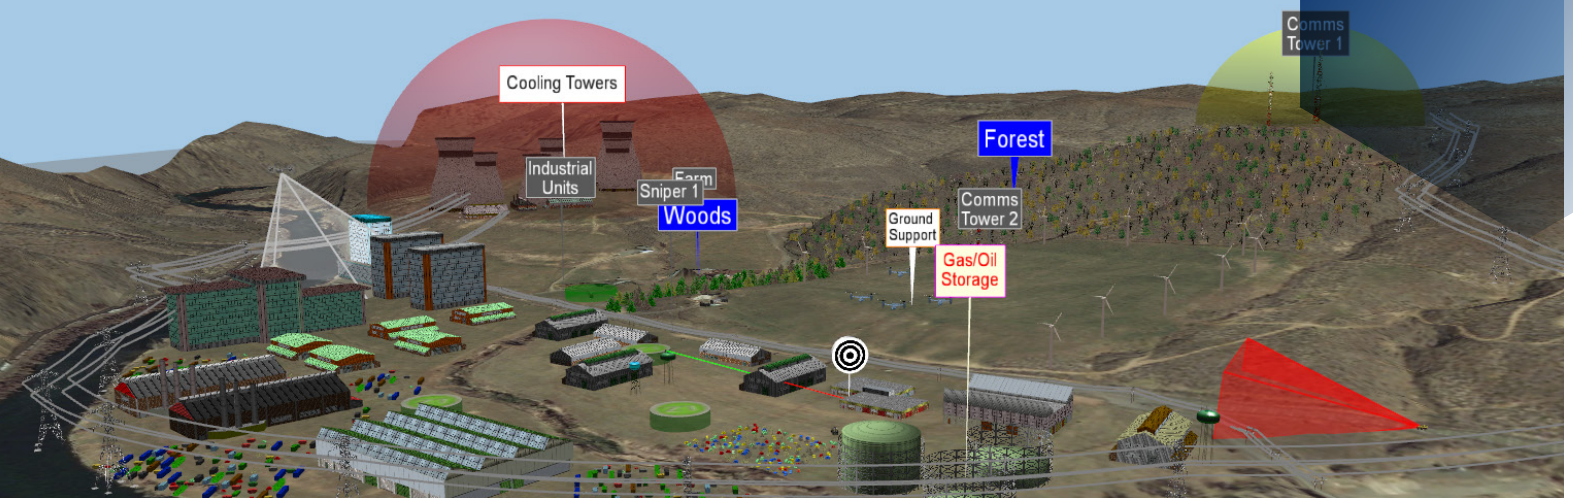 Comms
Tower 1
Cooling Towers
Forest
Industrial
Units
Farm
Sniper 1
Woods
Comms
Tower 2
Ground
Support
Gas/Oil
Storage